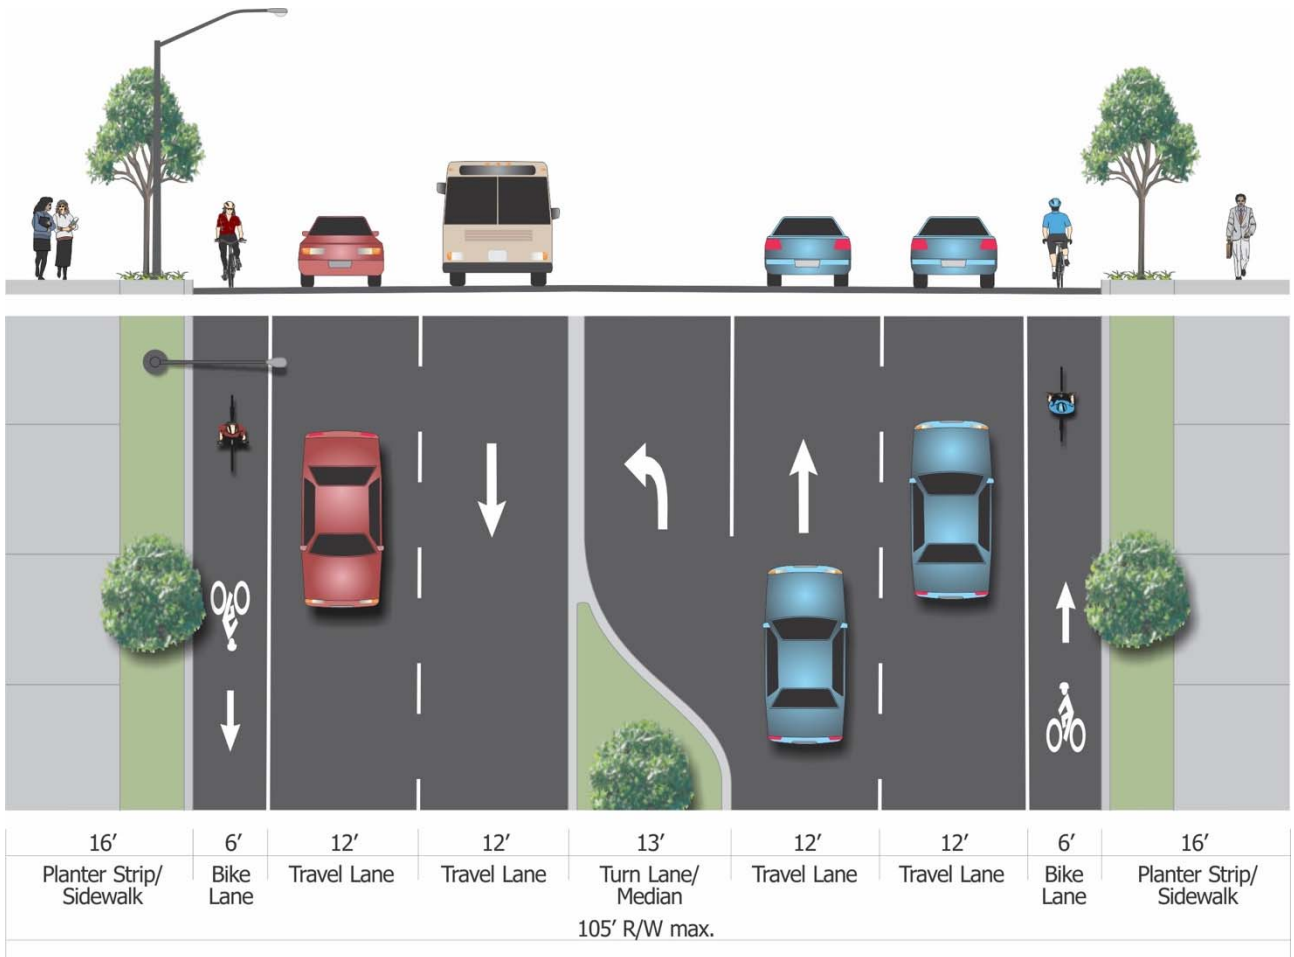 16′ 6′ 12′ 12′ 13′ 12′ 12′ 6′ 16′
Planter Strip/ Bike Travel Lane Travel Lane Turn Lane/ Travel Lane Travel Lane Bike Planter Strip/
Sidewalk Lane Median Lane Sidewalk
105′ R/W max.